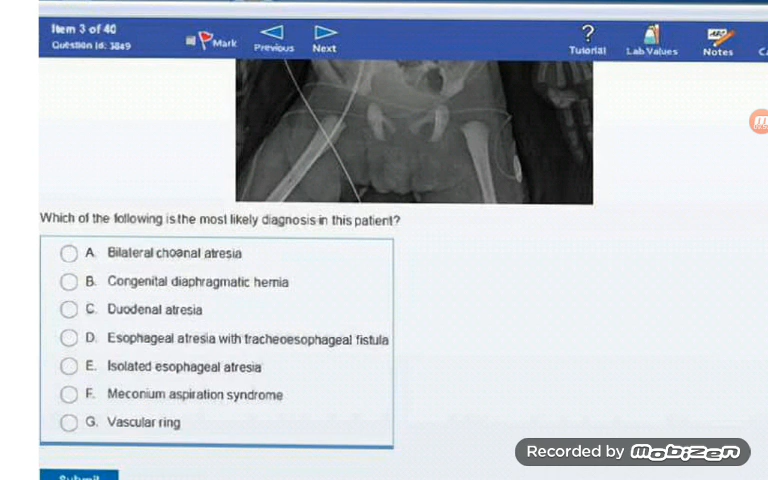 Item 3 of 40
Question Id: 3849
Mark
Previous
Next
?
Tutorial
Lab Values
Notes
Which of the following is the most likely diagnosis in this patient?
A. Bilateral choanal atresia
B. Congenital diaphragmatic hernia
C. Duodenal atresia
D. Esophageal atresia with tracheoesophageal fistula
E. Isolated esophageal atresia
F. Meconium aspiration syndrome
G. Vascular ring
Submit
Recorded by mobizen